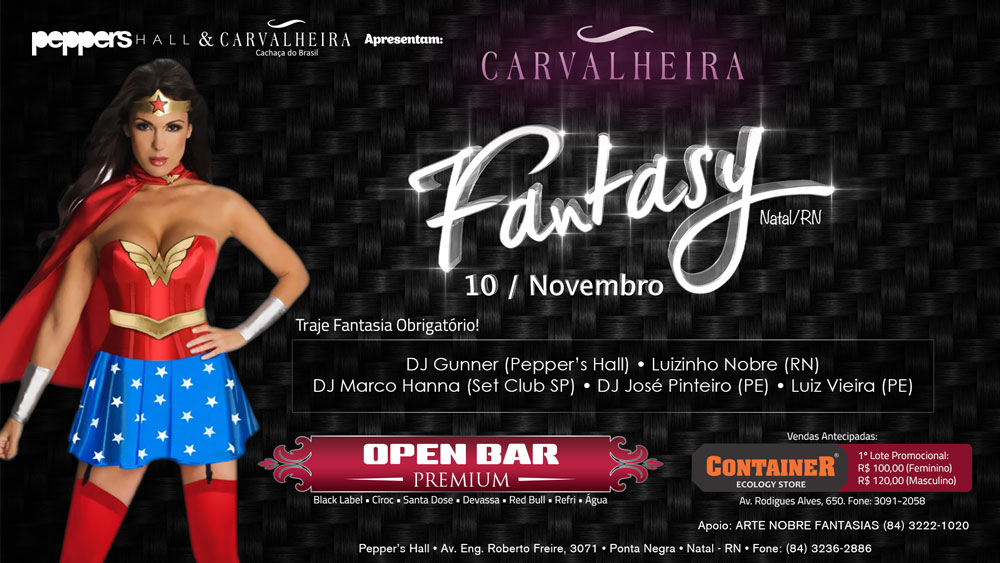 peppers HALL & CARVALHEIRA Apresentam:
Cachaça do Brasil
CARVALHEIRA
Fantasy
Natal/RN
10 / Novembro
Traje Fantasia Obrigatório!
DJ Gunner (Pepper's Hall) • Luizinho Nobre (RN)
DJ Marco Hanna (Set Club SP) • DJ José Pinteiro (PE) • Luiz Vieira (PE)
OPEN BAR
PREMIUM
Black Label • Ciroc • Santa Dose • Devassa • Red Bull • Refri • Água
Vendas Antecipadas:
CONTAINER®
ECOLOGY STORE
1º Lote Promocional:
R$ 100,00 (Feminino)
R$ 120,00 (Masculino)
Av. Rodigues Alves, 650. Fone: 3091-2058
Apoio: ARTE NOBRE FANTASIAS (84) 3222-1020
Pepper's Hall • Av. Eng. Roberto Freire, 3071 • Ponta Negra • Natal - RN • Fone: (84) 3236-2886